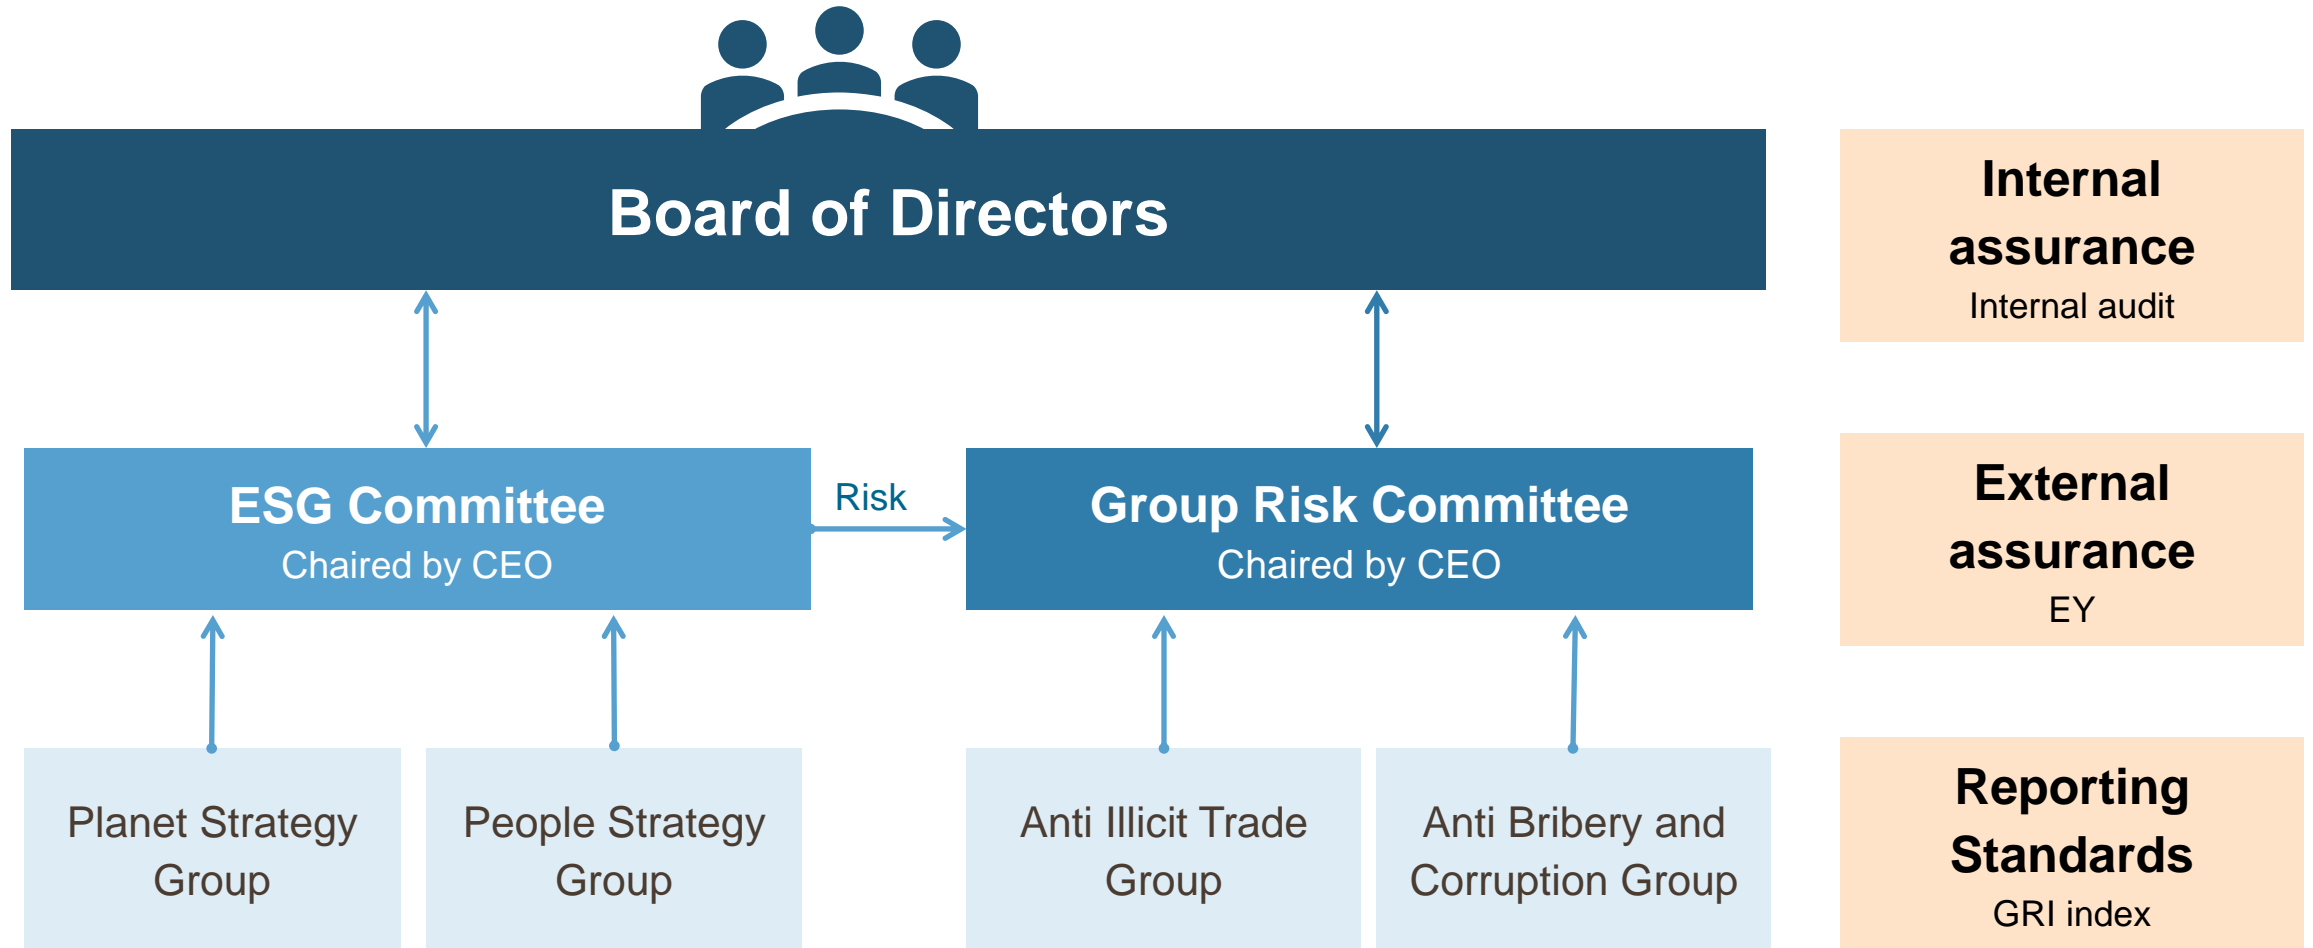 Board of Directors
Internal
assurance
Internal audit
ESG Committee
Chaired by CEO
Risk
Group Risk Committee
Chaired by CEO
External
assurance
EY
Planet Strategy
Group
People Strategy
Group
Anti Illicit Trade
Group
Anti Bribery and
Corruption Group
Reporting
Standards
GRI index